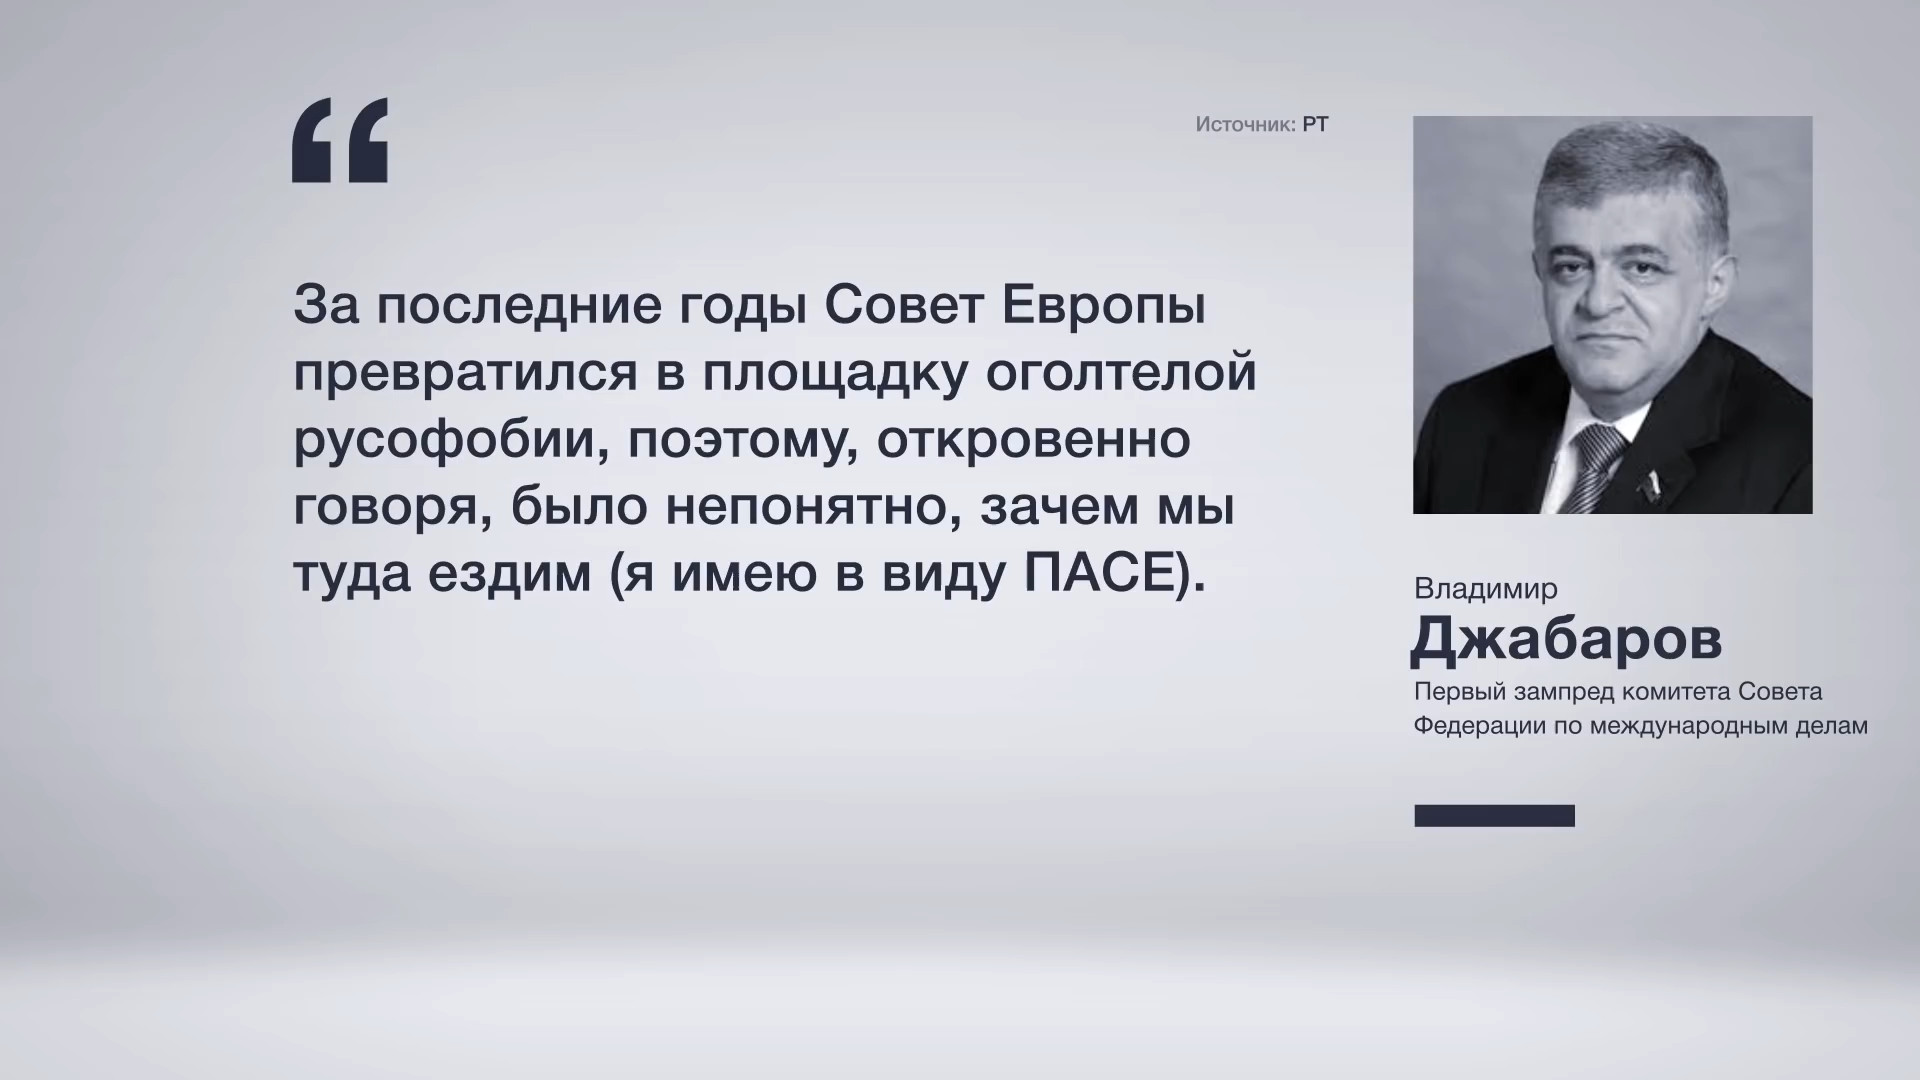 “
Источник: РТ
За последние годы Совет Европы
превратился в площадку оголтелой
русофобии, поэтому, откровенно
говоря, было непонятно, зачем мы
туда ездим (я имею в виду ПАСЕ).
Владимир
Джабаров
Первый зампред комитета Совета
Федерации по международным делам